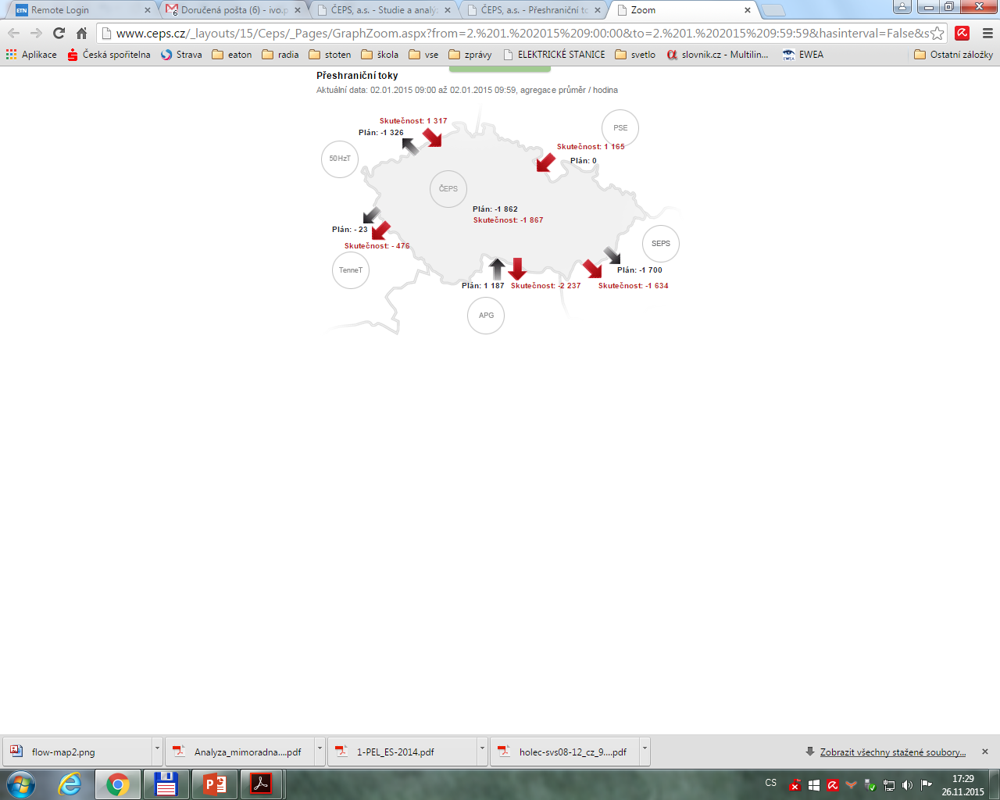 Remote Login
Doručená pošta (6) - ivo.p
ČEPS, a.s. - Studie a analý
ČEPS, a.s. - Přeshraniční to
Zoom
www.ceps.cz/_layouts/15/Ceps/_Pages/GraphZoom.aspx?from=2.%201.%202015%209:00:00&to=2.%201.%202015%209:59:59&hasinterval=False&s
Aplikace
Česká spořitelna
Strava
eaton
radia
stoten
škola
vse
zprávy
ELEKTRICKÉ STANICE
svetlo
slovnik.cz - Multilin...
EWEA
Ostatní záložky
Přeshraniční toky
Aktuální data: 02.01.2015 09:00 až 02.01.2015 09:59, agregace průměr / hodina
Skutečnost: 1 317
Plán: -1 326
PSE
Skutečnost: 1 165
Plán: 0
50HzT
ČEPS
Plán: -1 862
Skutečnost: -1 867
Plán: - 23
Skutečnost: - 476
SEPS
TenneT
Plán: -1 700
Plán: 1 187
Skutečnost: -2 237
Skutečnost: -1 634
APG
flow-map2.png
Analyza_mimoradna....pdf
1-PEL_ES-2014.pdf
holec-svs08-12_cz_9....pdf
Zobrazit všechny stažené soubory...
CS
17:29
26.11.2015